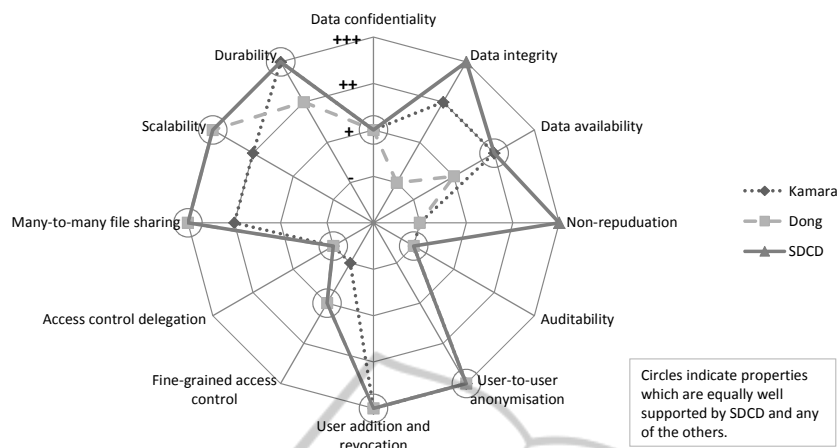 Data confidentiality
+++
Durability
Data integrity
++
Scalability
Data availability
+
-
Kamara
Dong
SDCD
Many-to-many file sharing
Non-repuduation
Access control delegation
Auditability
Fine-grained access
control
User-to-user
anonymisation
User addition and
revocation
Circles indicate properties
which are equally well
supported by SDCD and any
of the others.